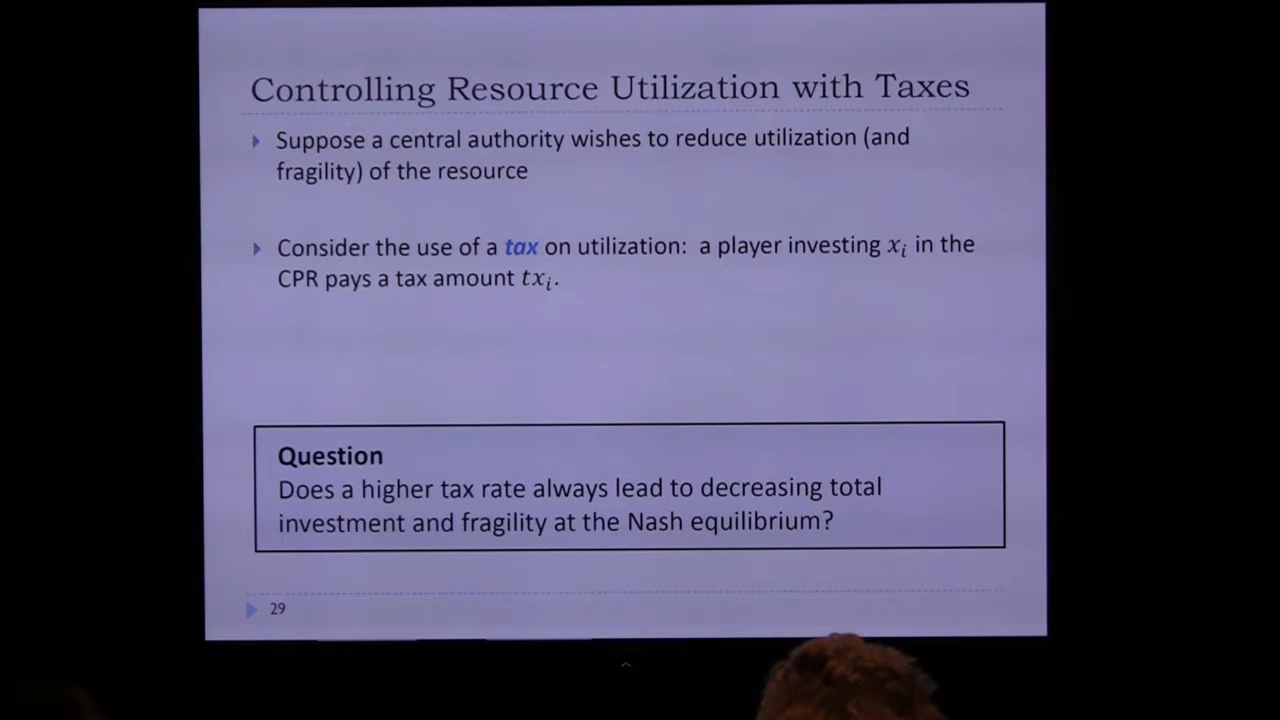 Controlling Resource Utilization with Taxes
Suppose a central authority wishes to reduce utilization (and
fragility) of the resource
Consider the use of a tax on utilization: a player investing xᵢ in the
CPR pays a tax amount txᵢ.
Question
Does a higher tax rate always lead to decreasing total
investment and fragility at the Nash equilibrium?
29